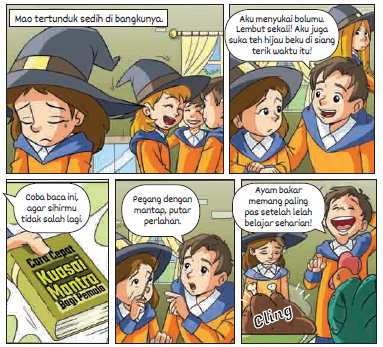 Mao tertunduk sedih di bangkunya.
Aku menyukai bolumu.
Lembut sekali! Aku juga
suka teh hijau beku di siang
terik waktu itu!
Coba baca ini,
agar sihirmu
tidak salah lagi.
Cara Cepat
Kuasai
Mantra
Bagi Pemula
Pegang dengan
mantap, putar
perlahan.
Ayam bakar
memang paling
pas setelah lelah
belajar seharian!
Cling